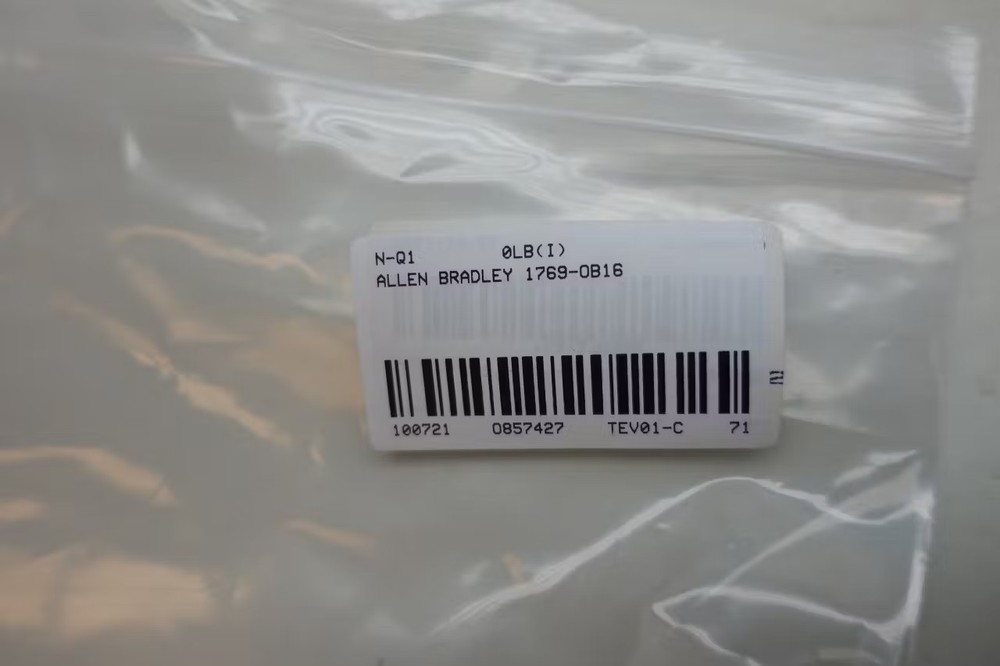 N-Q1 0LB(I)
ALLEN BRADLEY 1769-OB16
100721 0857427 TEV01-C 71